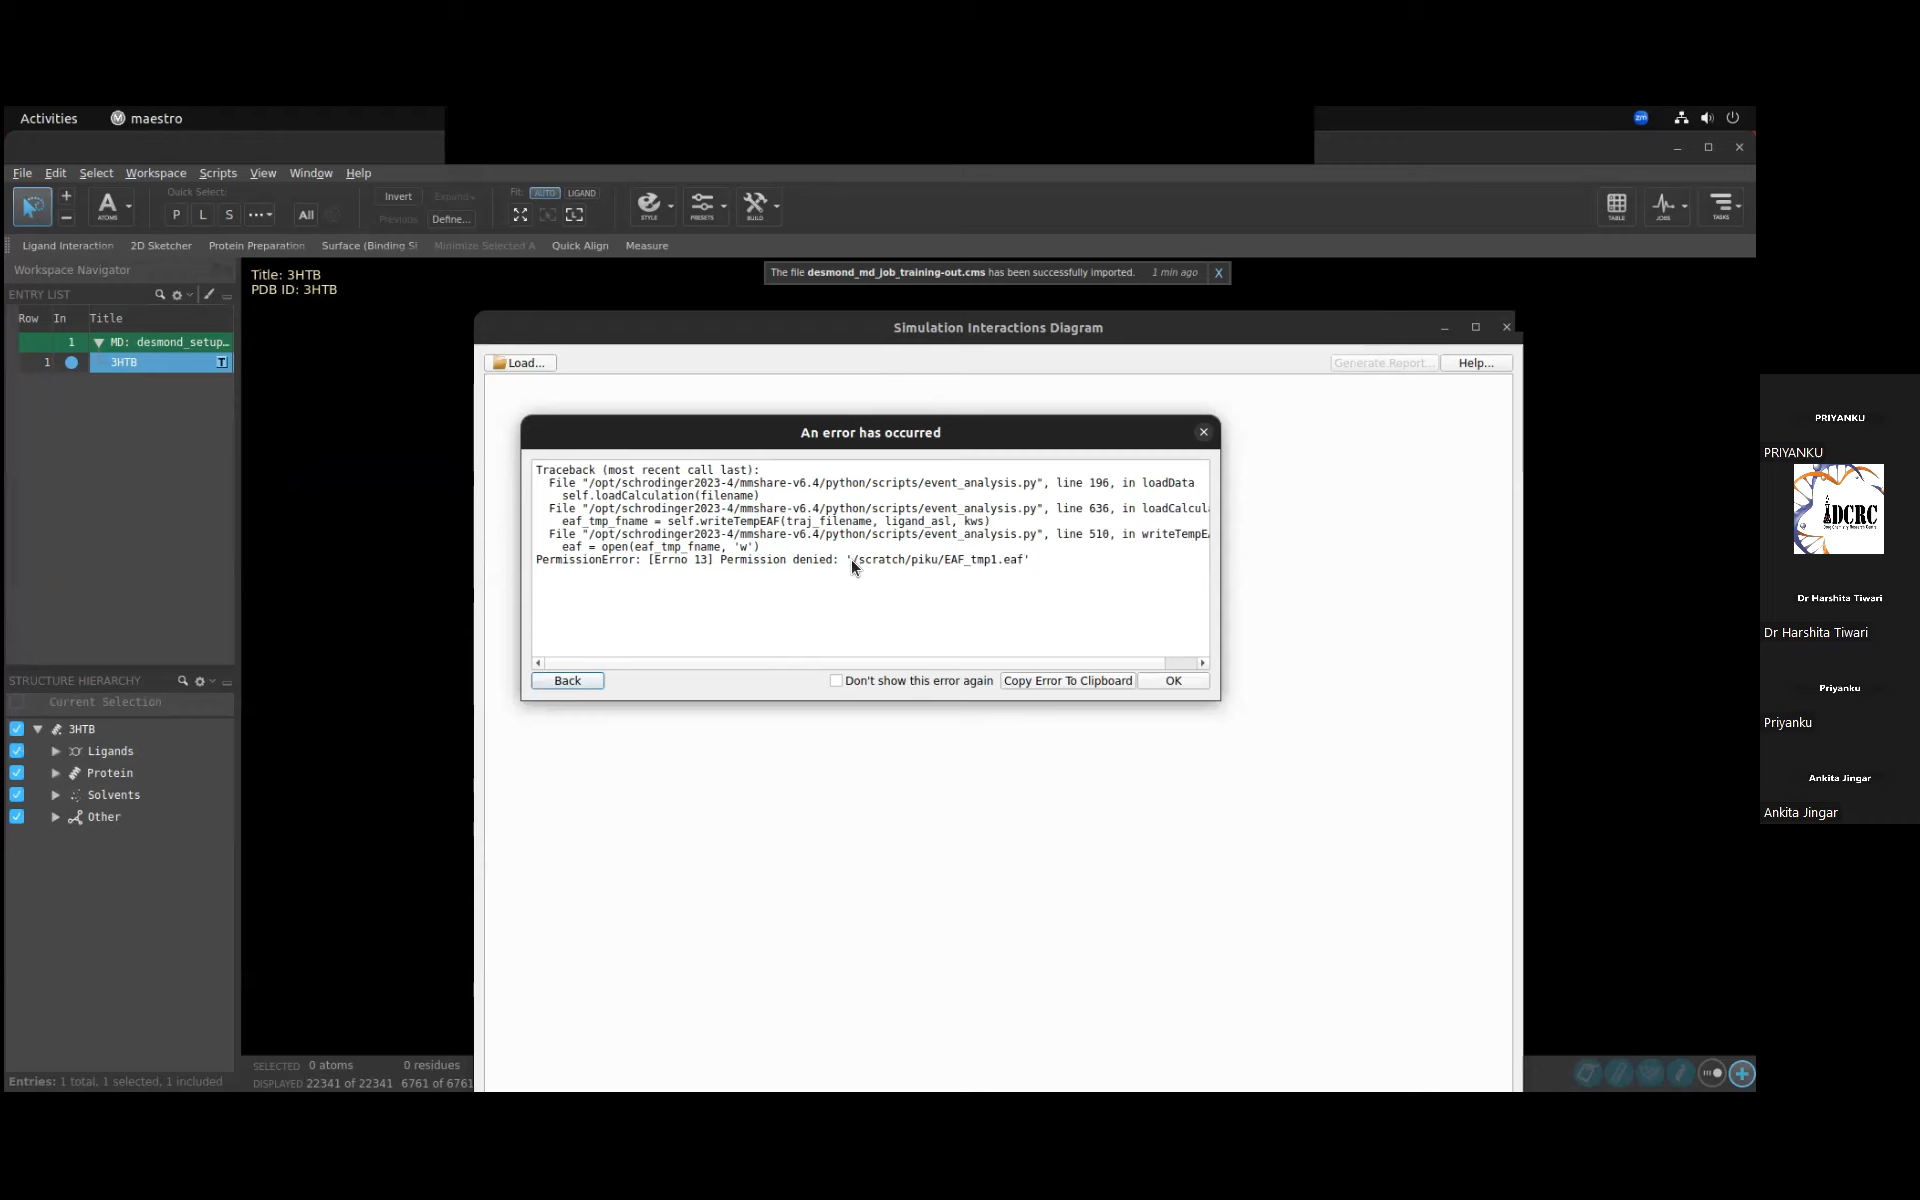 Activities
maestro
zm
File Edit Select Workspace Scripts View Window Help
Quick Select:
Invert
Expand
Fit: AUTO LIGAND
ATOMS
P L S
All
Previous
Define...
STYLE
PRESETS
BUILD
TABLE
JOBS
TASKS
Ligand Interaction 2D Sketcher Protein Preparation Surface (Binding Si Minimize Selected A Quick Align Measure
Workspace Navigator
ENTRY LIST
Row In Title
1 MD: desmond_setup...
1 3HTB T
Title: 3HTB
PDB ID: 3HTB
The file desmond_md_job_training-out.cms has been successfully imported. 1 min ago X
Simulation Interactions Diagram
Load...
Generate Report...
Help...
An error has occurred
Traceback (most recent call last):
File "/opt/schrodinger2023-4/mmshare-v6.4/python/scripts/event_analysis.py", line 196, in loadData
self.loadCalculation(filename)
File "/opt/schrodinger2023-4/mmshare-v6.4/python/scripts/event_analysis.py", line 636, in loadCalcul
eaf_tmp_fname = self.writeTempEAF(traj_filename, ligand_asl, kws)
File "/opt/schrodinger2023-4/mmshare-v6.4/python/scripts/event_analysis.py", line 510, in writeTempE
eaf = open(eaf_tmp_fname, 'w')
PermissionError: [Errno 13] Permission denied: '/scratch/piku/EAF_tmp1.eaf'
Back
Don't show this error again
Copy Error To Clipboard
OK
STRUCTURE HIERARCHY
Current Selection
3HTB
Ligands
Protein
Solvents
Other
Entries: 1 total, 1 selected, 1 included
SELECTED 0 atoms 0 residues
DISPLAYED 22341 of 22341 6761 of 6761
PRIYANKU
PRIYANKU
DCRC
Dr Harshita Tiwari
Dr Harshita Tiwari
Priyanku
Priyanku
Ankita Jingar
Ankita Jingar